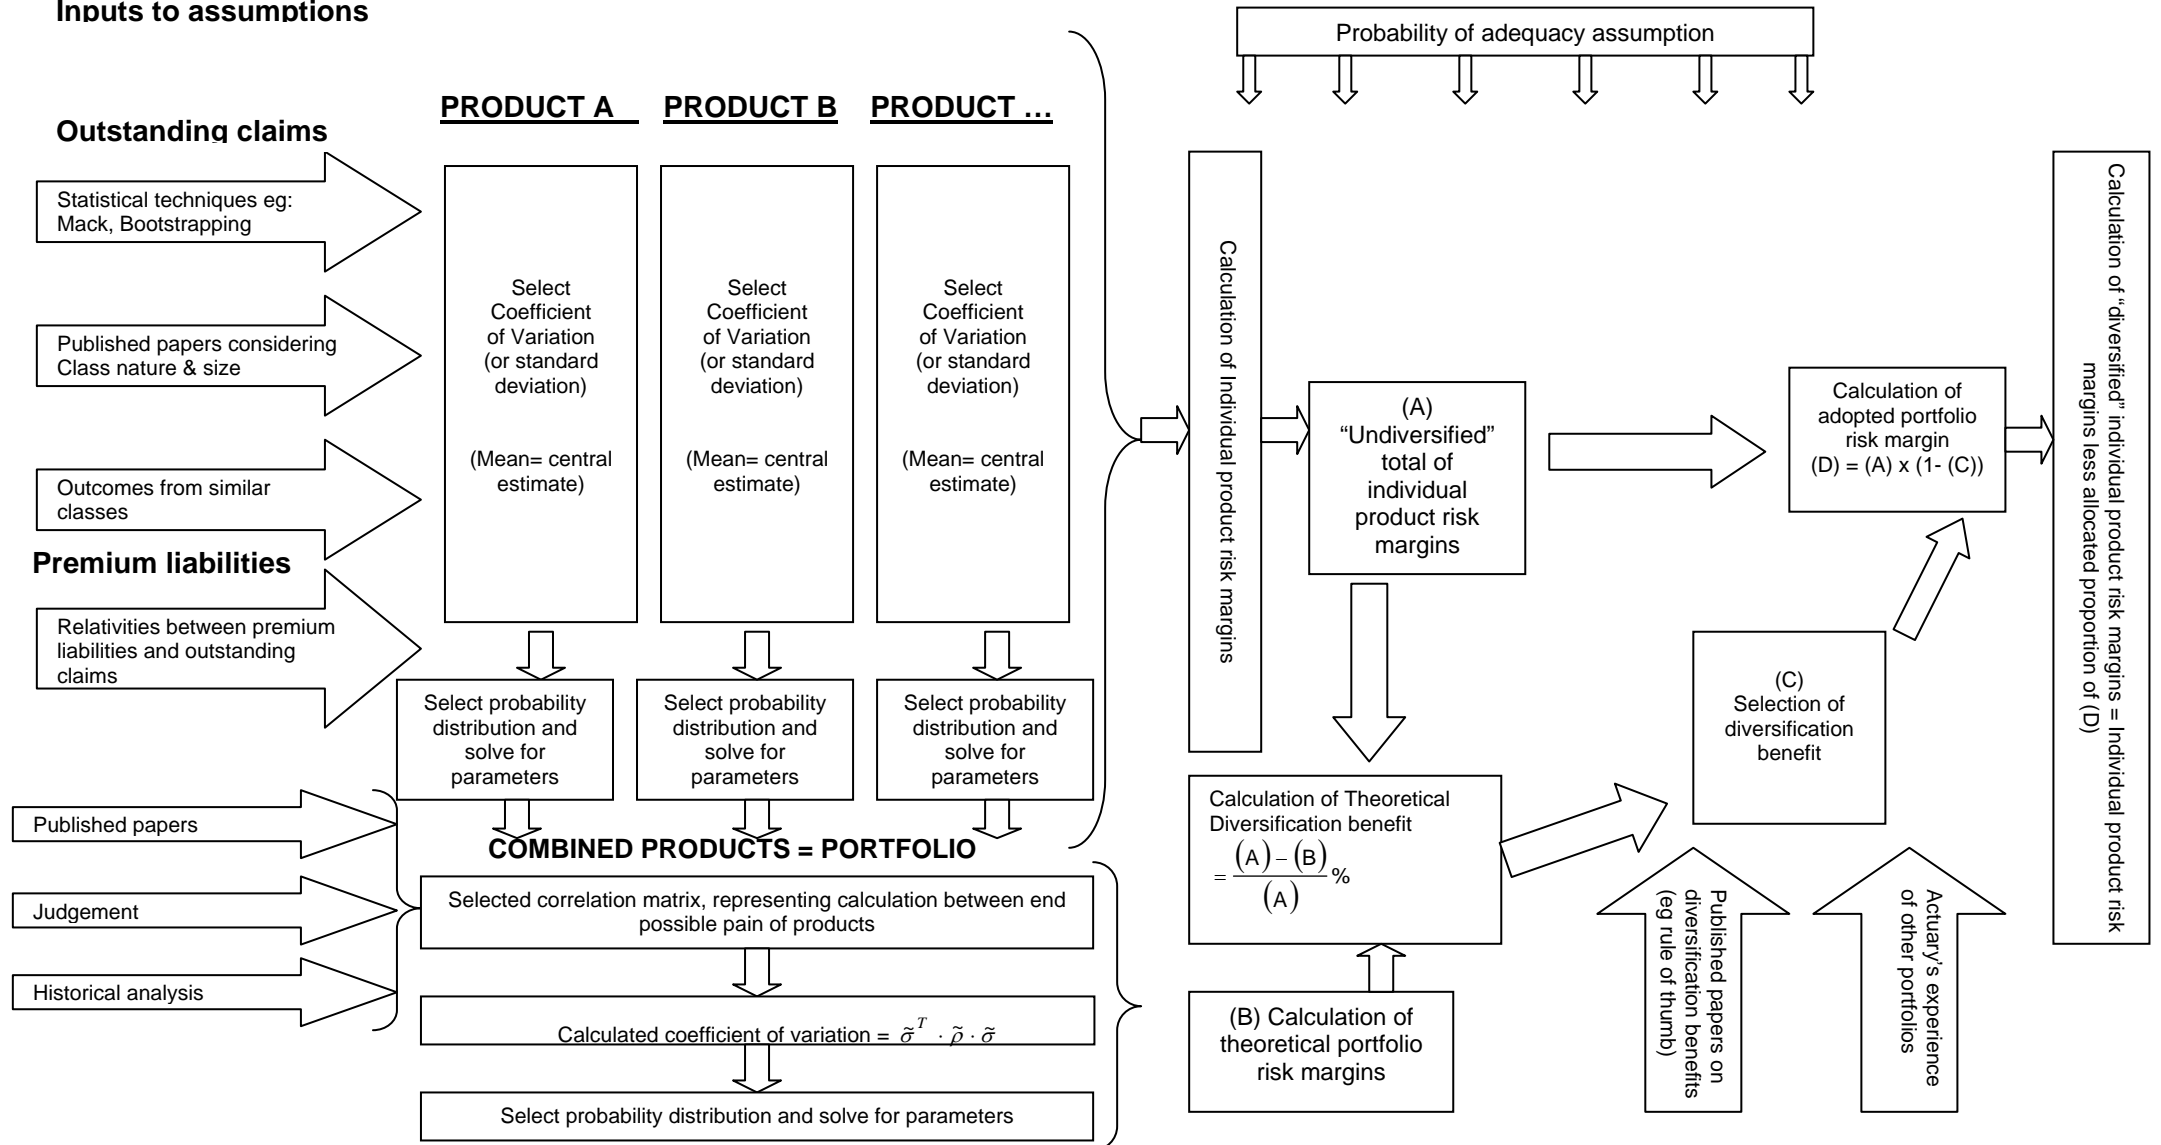 Inputs to assumptions
Probability of adequacy assumption
PRODUCT A
PRODUCT B
PRODUCT …
Outstanding claims
Statistical techniques eg:
Mack, Bootstrapping
Published papers considering
Class nature & size
Outcomes from similar
classes
Premium liabilities
Relativities between premium
liabilities and outstanding
claims
Select
Coefficient
of Variation
(or standard
deviation)
(Mean= central
estimate)
Select
Coefficient
of Variation
(or standard
deviation)
(Mean= central
estimate)
Select
Coefficient
of Variation
(or standard
deviation)
(Mean= central
estimate)
Select probability
distribution and
solve for
parameters
Select probability
distribution and
solve for
parameters
Select probability
distribution and
solve for
parameters
Published papers
Judgement
Historical analysis
COMBINED PRODUCTS = PORTFOLIO
Selected correlation matrix, representing calculation between end
possible pain of products
Calculated coefficient of variation = σ̃^T · ρ̃ · σ̃
Select probability distribution and solve for parameters
Calculation of Individual product risk margins
(A)
“Undiversified”
total of
individual
product risk
margins
Calculation of Theoretical
Diversification benefit
= ((A) − (B)) / (A) %
(B) Calculation of
theoretical portfolio
risk margins
(C)
Selection of
diversification
benefit
Published papers on
diversification benefits
(eg rule of thumb)
Actuary’s experience
of other portfolios
Calculation of
adopted portfolio
risk margin
(D) = (A) x (1- (C))
Calculation of “diversified” individual product risk margins = Individual product risk
margins less allocated proportion of (D)